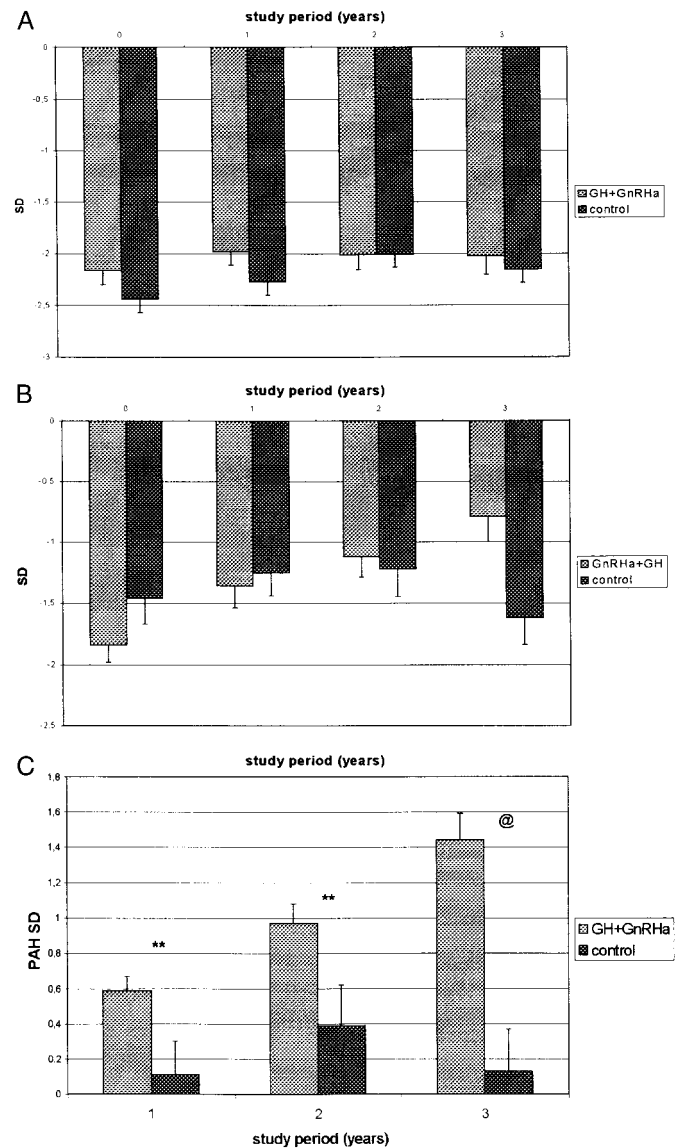 A
study period (years)
0 1 2 3
0
-0,5
-1
-1,5
-2
-2,5
-3
SD
GH+GnRHa
control
B
study period (years)
0 1 2 3
0
-0,5
-1
-1,5
-2
-2,5
SD
GnRHa+GH
control
C
study period (years)
1,8
1,6
1,4
1,2
1
0,8
0,6
0,4
0,2
0
PAH SD
**
**
@
GH+GnRHa
control
1 2 3
study period (years)